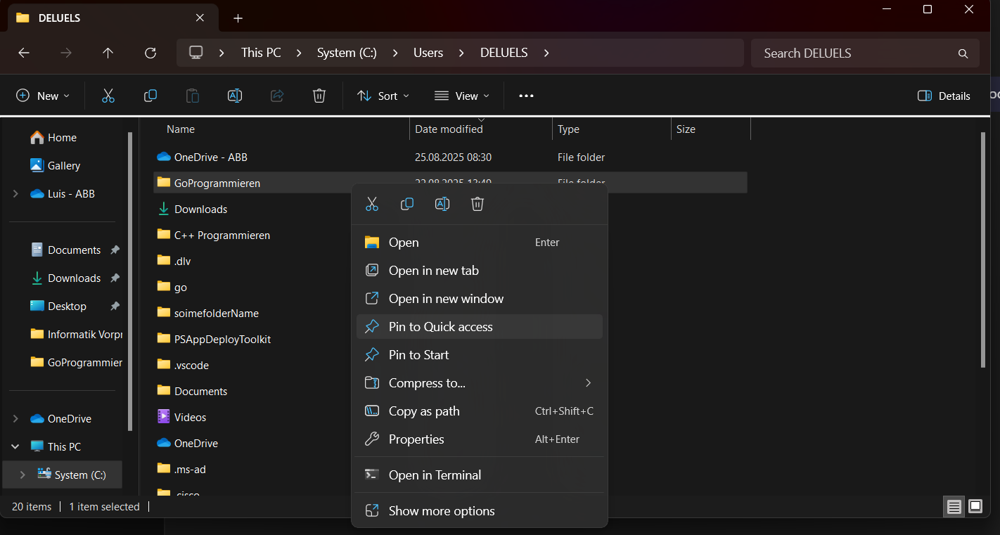 DELUELS
This PC > System (C:) > Users > DELUELS >
Search DELUELS
New
Sort
View
Details
Name Date modified Type Size
Home
Gallery
Luis - ABB
Documents
Downloads
Desktop
Informatik Vorpr
GoProgrammier
OneDrive
This PC
System (C:)
OneDrive - ABB 25.08.2025 08:30 File folder
GoProgrammieren 22.08.2025 13:49 File folder
Downloads
C++ Programmieren
.dlv
go
soimefolderName
PSAppDeployToolkit
.vscode
Documents
Videos
OneDrive
.ms-ad
.cisco
Open Enter
Open in new tab
Open in new window
Pin to Quick access
Pin to Start
Compress to...
Copy as path Ctrl+Shift+C
Properties Alt+Enter
Open in Terminal
Show more options
20 items | 1 item selected |